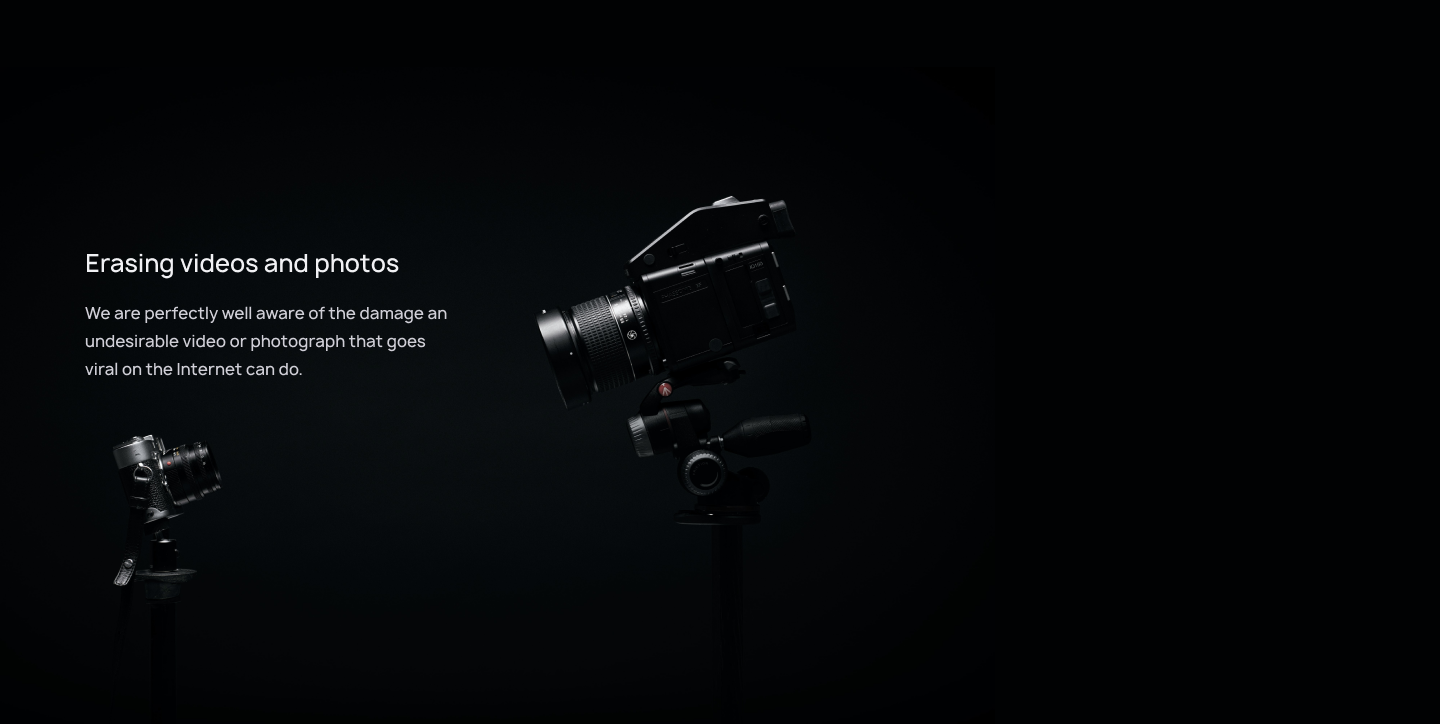 Erasing videos and photos
We are perfectly well aware of the damage an
undesirable video or photograph that goes
viral on the Internet can do.